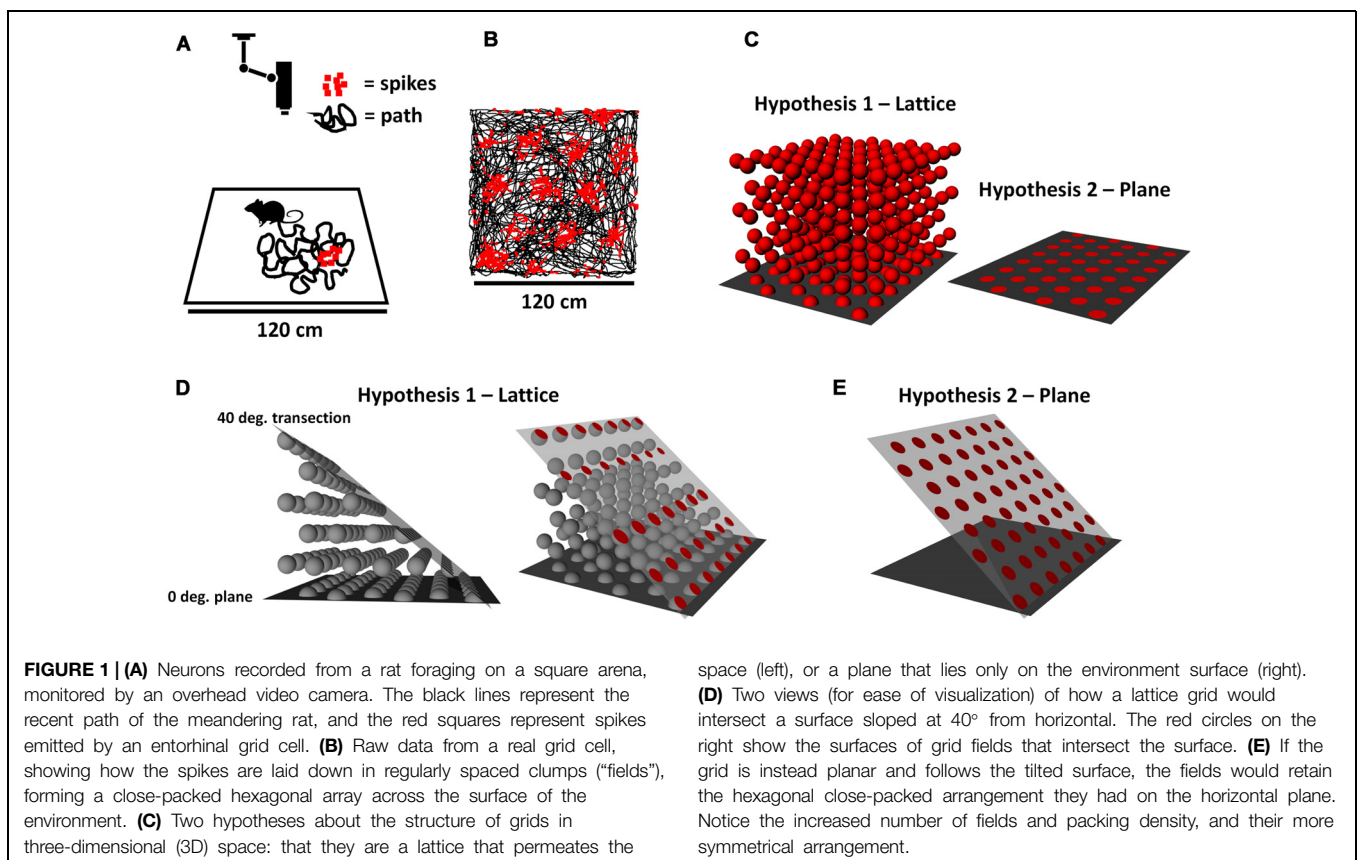 A
= spikes
= path
120 cm
B
120 cm
C
Hypothesis 1 – Lattice
Hypothesis 2 – Plane
D
Hypothesis 1 – Lattice
40 deg. transection
0 deg. plane
E
Hypothesis 2 – Plane
FIGURE 1 | (A) Neurons recorded from a rat foraging on a square arena,
monitored by an overhead video camera. The black lines represent the
recent path of the meandering rat, and the red squares represent spikes
emitted by an entorhinal grid cell. (B) Raw data from a real grid cell,
showing how the spikes are laid down in regularly spaced clumps (“fields”),
forming a close-packed hexagonal array across the surface of the
environment. (C) Two hypotheses about the structure of grids in
three-dimensional (3D) space: that they are a lattice that permeates the
space (left), or a plane that lies only on the environment surface (right).
(D) Two views (for ease of visualization) of how a lattice grid would
intersect a surface sloped at 40° from horizontal. The red circles on the
right show the surfaces of grid fields that intersect the surface. (E) If the
grid is instead planar and follows the tilted surface, the fields would retain
the hexagonal close-packed arrangement they had on the horizontal plane.
Notice the increased number of fields and packing density, and their more
symmetrical arrangement.